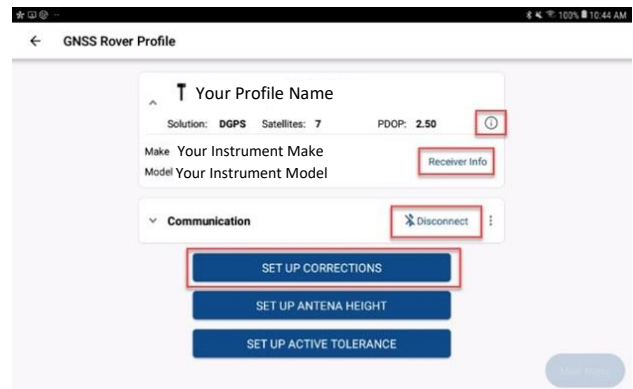 100% 10:44 AM
GNSS Rover Profile
Your Profile Name
Solution: DGPS Satellites: 7 PDOP: 2.50
Make Your Instrument Make
Receiver Info
Model Your Instrument Model
Communication Disconnect
SET UP CORRECTIONS
SET UP ANTENA HEIGHT
SET UP ACTIVE TOLERANCE
Main Menu